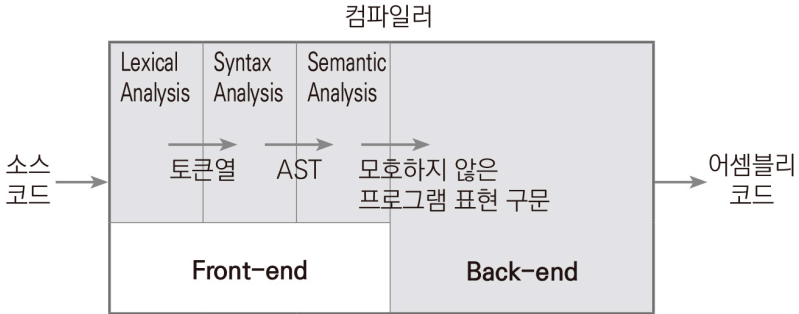 컴파일러
Lexical
Analysis
Syntax
Analysis
Semantic
Analysis
소스
코드
토큰열
AST
모호하지 않은
프로그램 표현 구문
어셈블리
코드
Front-end
Back-end